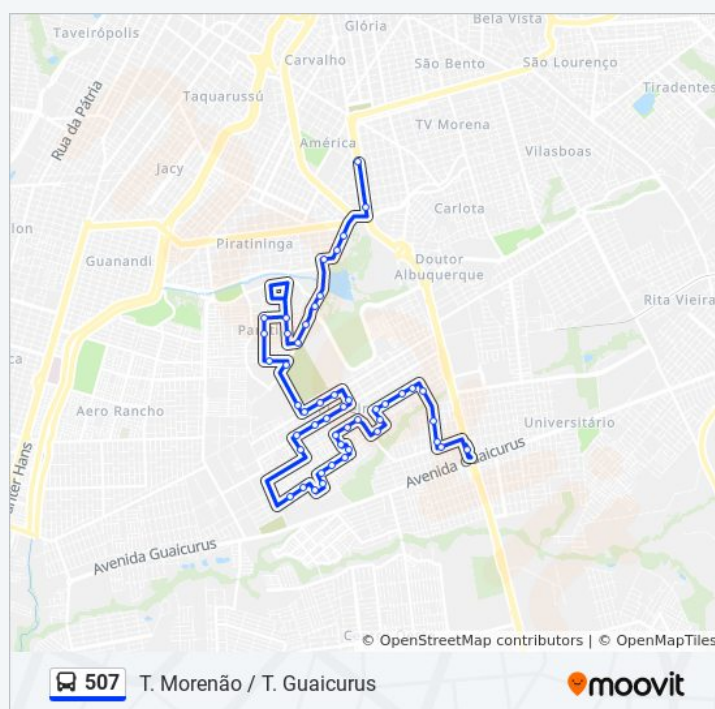 Glória
Bela Vista
Taveirópolis
Carvalho
São Bento
São Lourenço
Tiradentes
Taquarussú
TV Morena
Rua da Pátria
América
Vilasboas
Jacy
Carlota
Piratininga
Guanandi
Doutor
Albuquerque
Rita Vieira
Aero Rancho
Universitário
Avenida Guaicurus
Avenida Guaicurus
© OpenStreetMap contributors | © OpenMapTiles
507 T. Morenão / T. Guaicurus
moovit